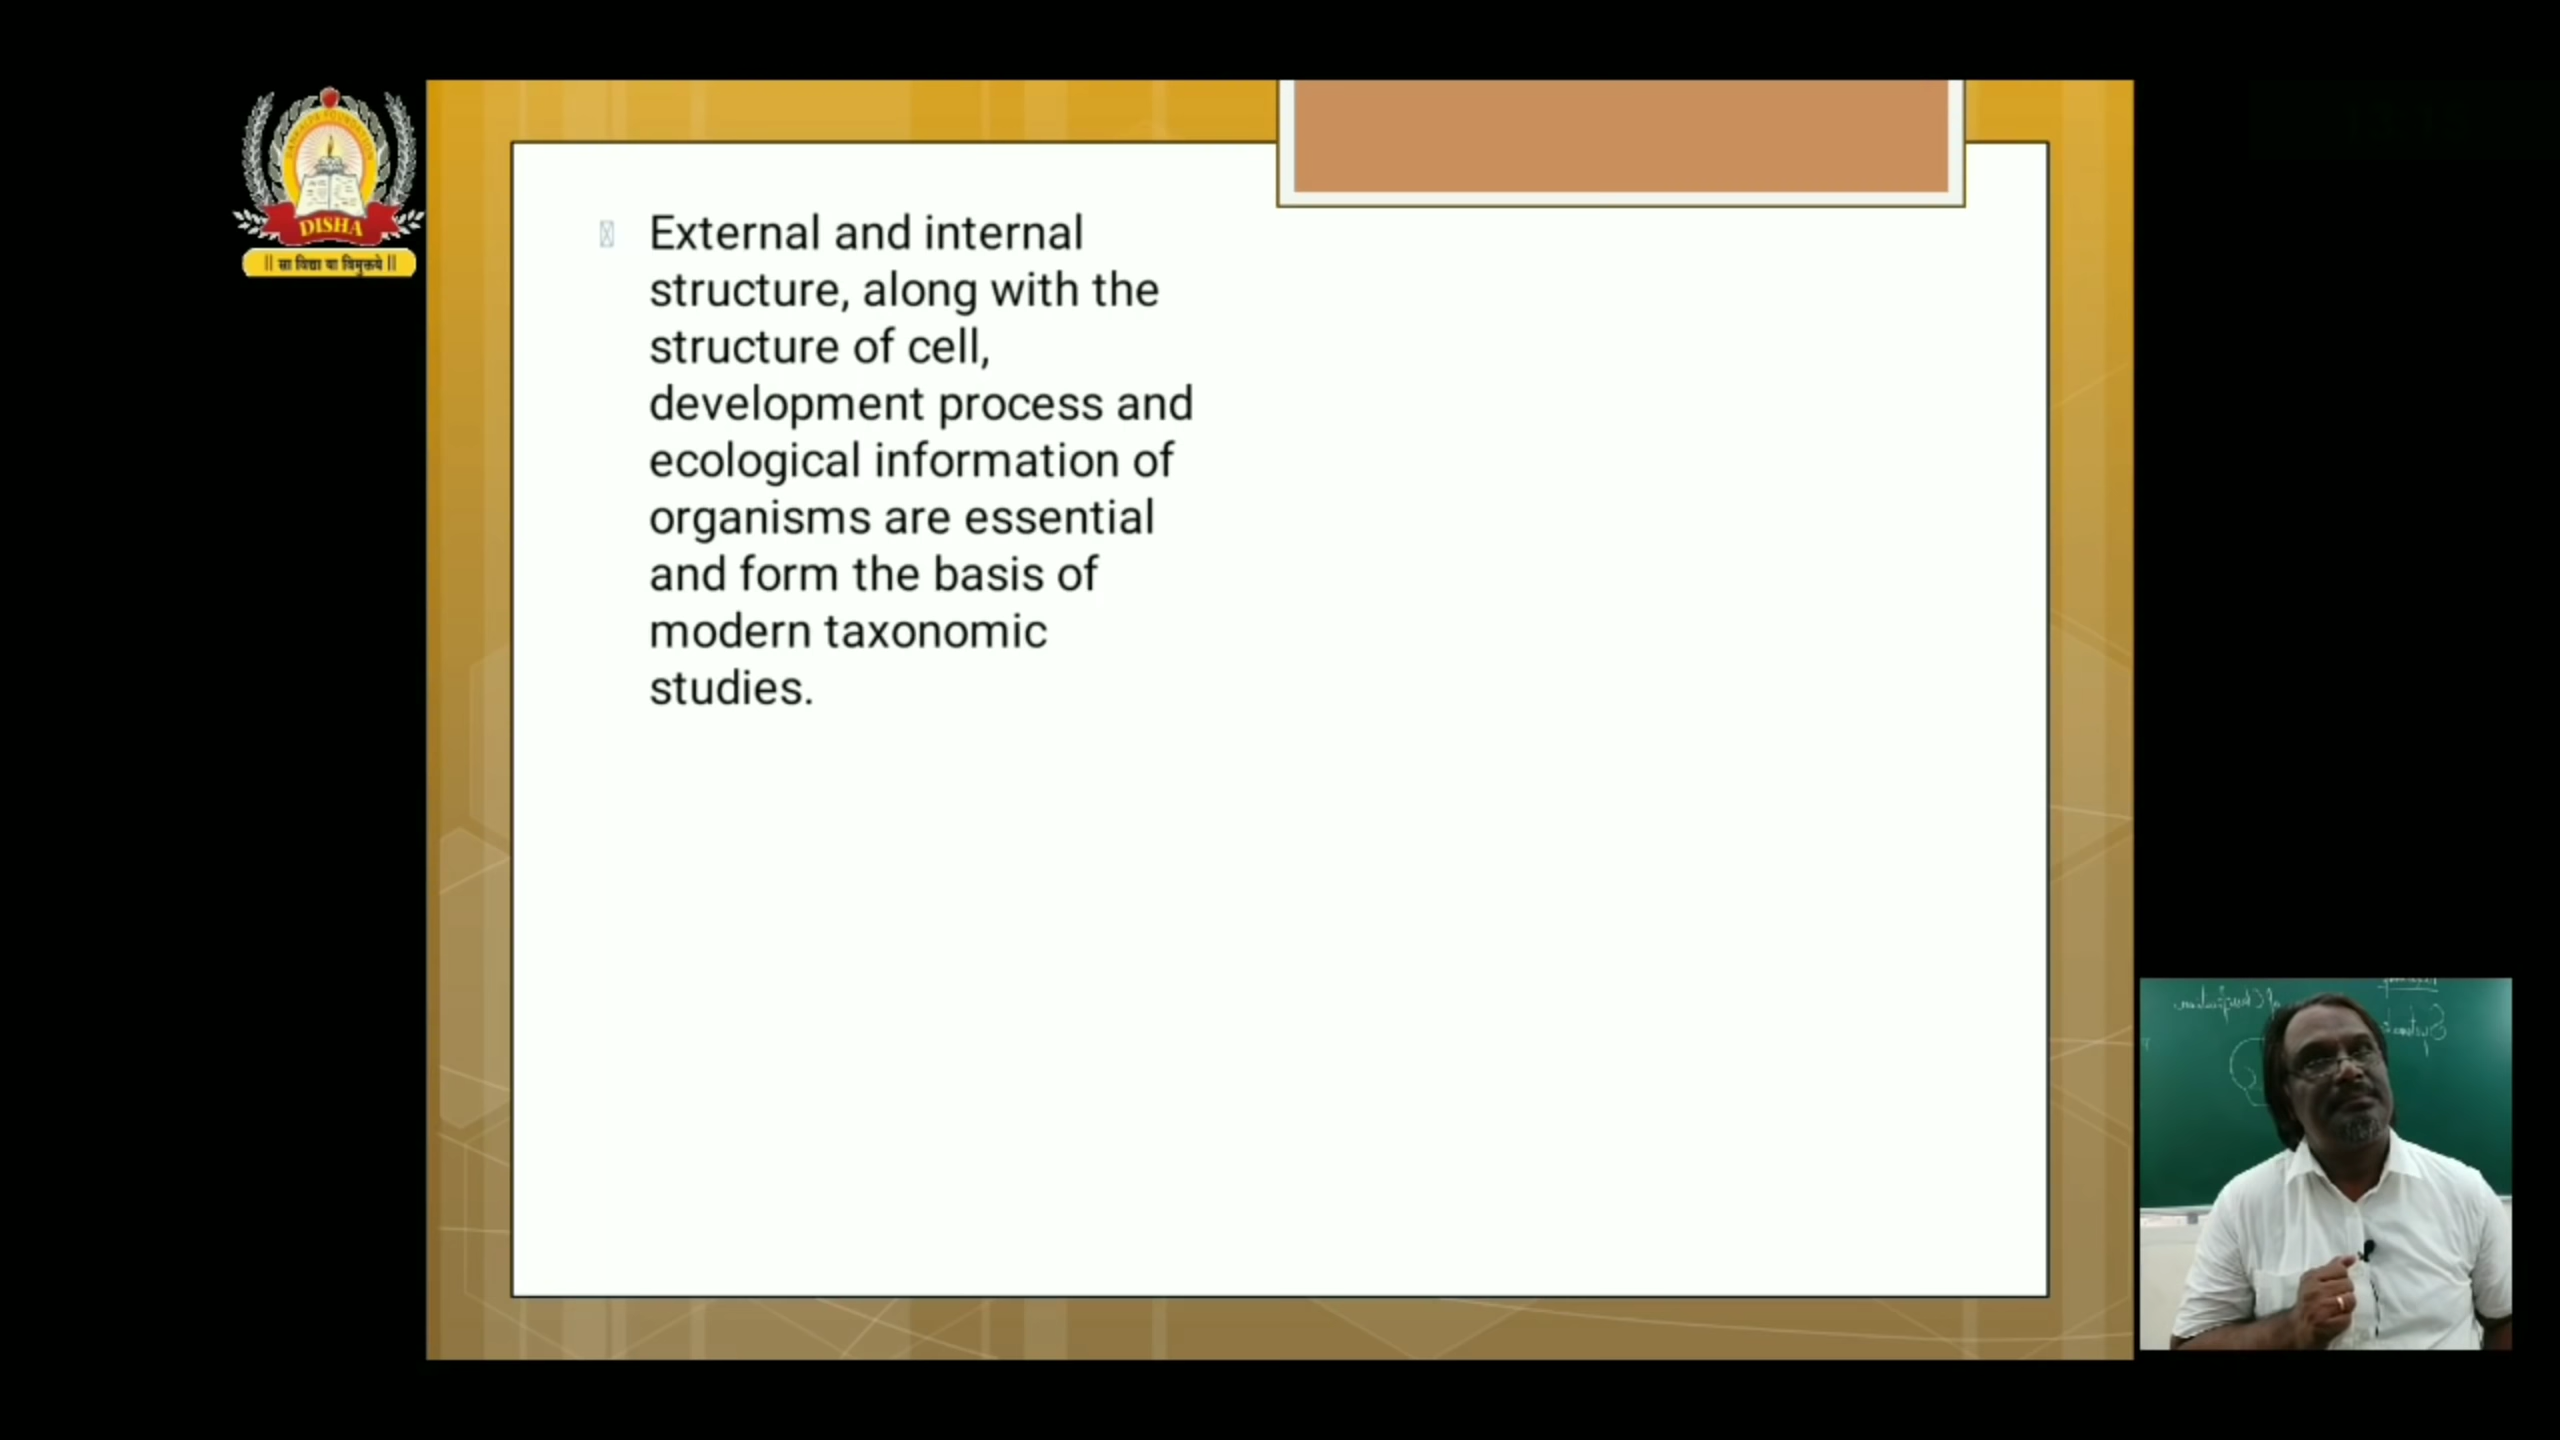 DISHA
|| सा विद्या या विमुक्तये ||
External and internal
structure, along with the
structure of cell,
development process and
ecological information of
organisms are essential
and form the basis of
modern taxonomic
studies.